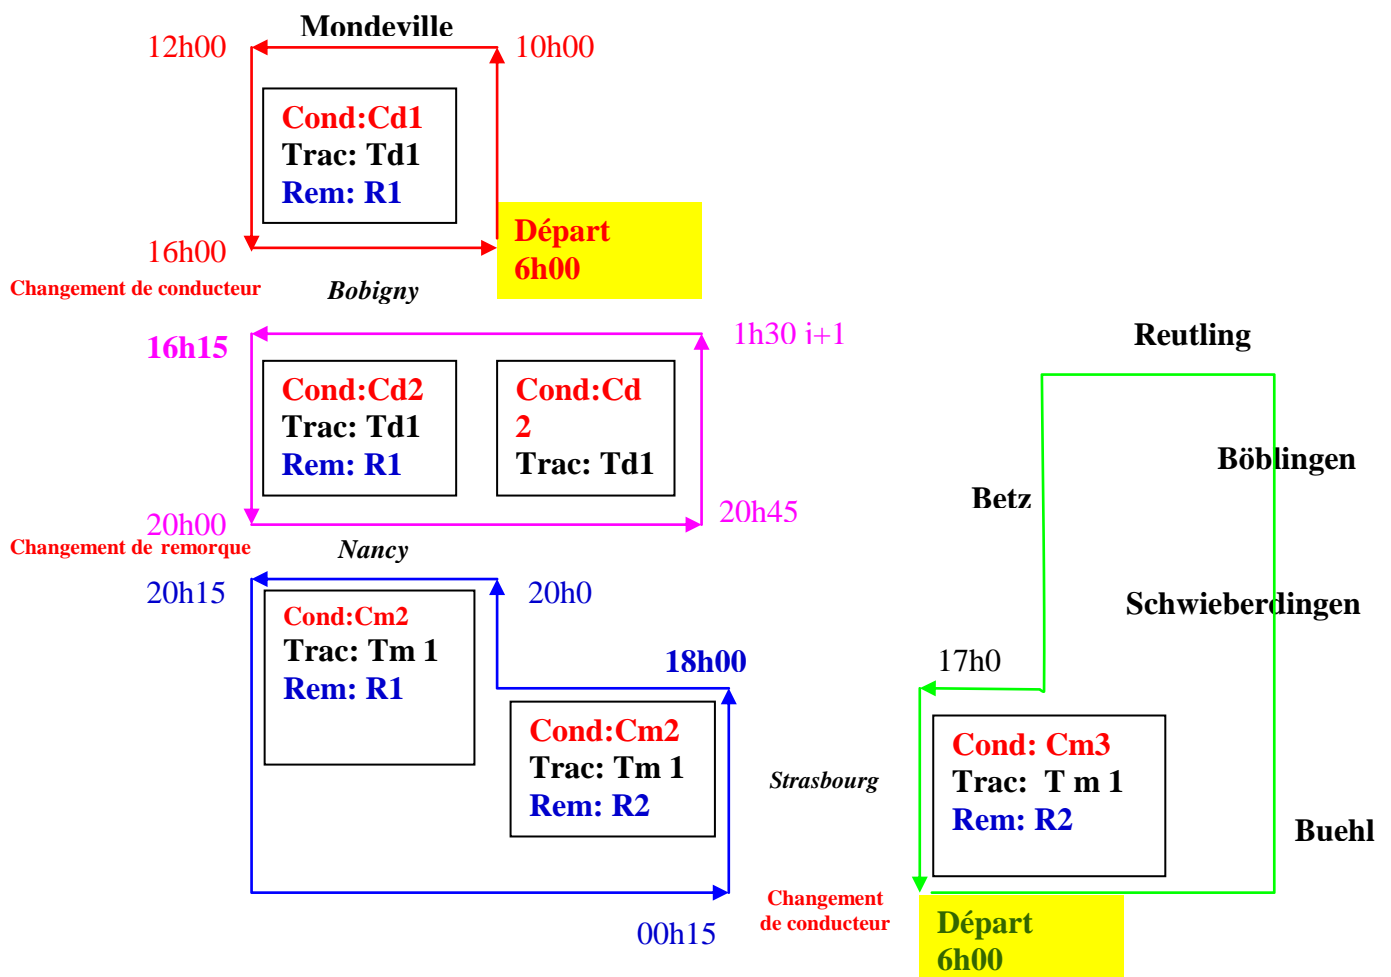 Mondeville
12h00
10h00
Cond:Cd1
Trac: Td1
Rem: R1
16h00
Départ
6h00
Changement de conducteur
Bobigny
16h15
1h30 i+1
Reutling
Cond:Cd2
Trac: Td1
Rem: R1
Cond:Cd
2
Trac: Td1
Böblingen
Betz
20h00
20h45
Changement de remorque
Nancy
20h15
20h0
Schwieberdingen
Cond:Cm2
Trac: Tm 1
Rem: R1
18h00
17h0
Cond:Cm2
Trac: Tm 1
Rem: R2
Strasbourg
Cond: Cm3
Trac: T m 1
Rem: R2
Buehl
00h15
Changement
de conducteur
Départ
6h00